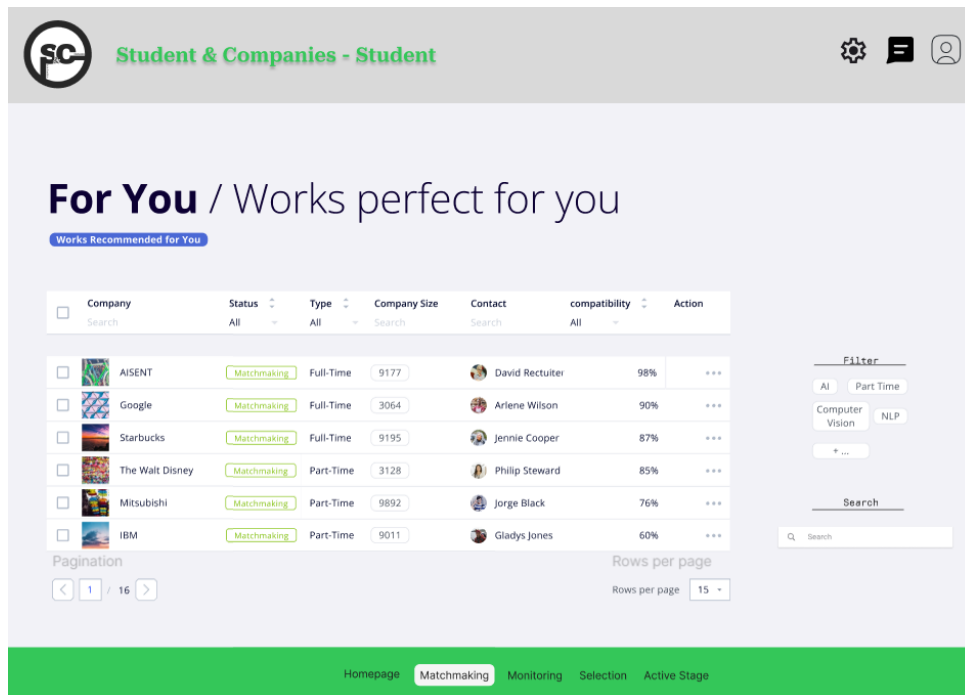 S&C
Student & Companies - Student
For You / Works perfect for you
Works Recommended for You
Company Status Type Company Size Contact compatibility Action
Search All All Search Search All
AISENT Matchmaking Full-Time 9177 David Rectuiter 98%
Google Matchmaking Full-Time 3064 Arlene Wilson 90%
Starbucks Matchmaking Full-Time 9195 Jennie Cooper 87%
The Walt Disney Matchmaking Part-Time 3128 Philip Steward 85%
Mitsubishi Matchmaking Part-Time 9892 Jorge Black 76%
IBM Matchmaking Part-Time 9011 Gladys Jones 60%
Pagination Rows per page
1 / 16 Rows per page 15
Filter
AI Part Time
Computer
Vision NLP
+ ...
Search
Search
Homepage Matchmaking Monitoring Selection Active Stage